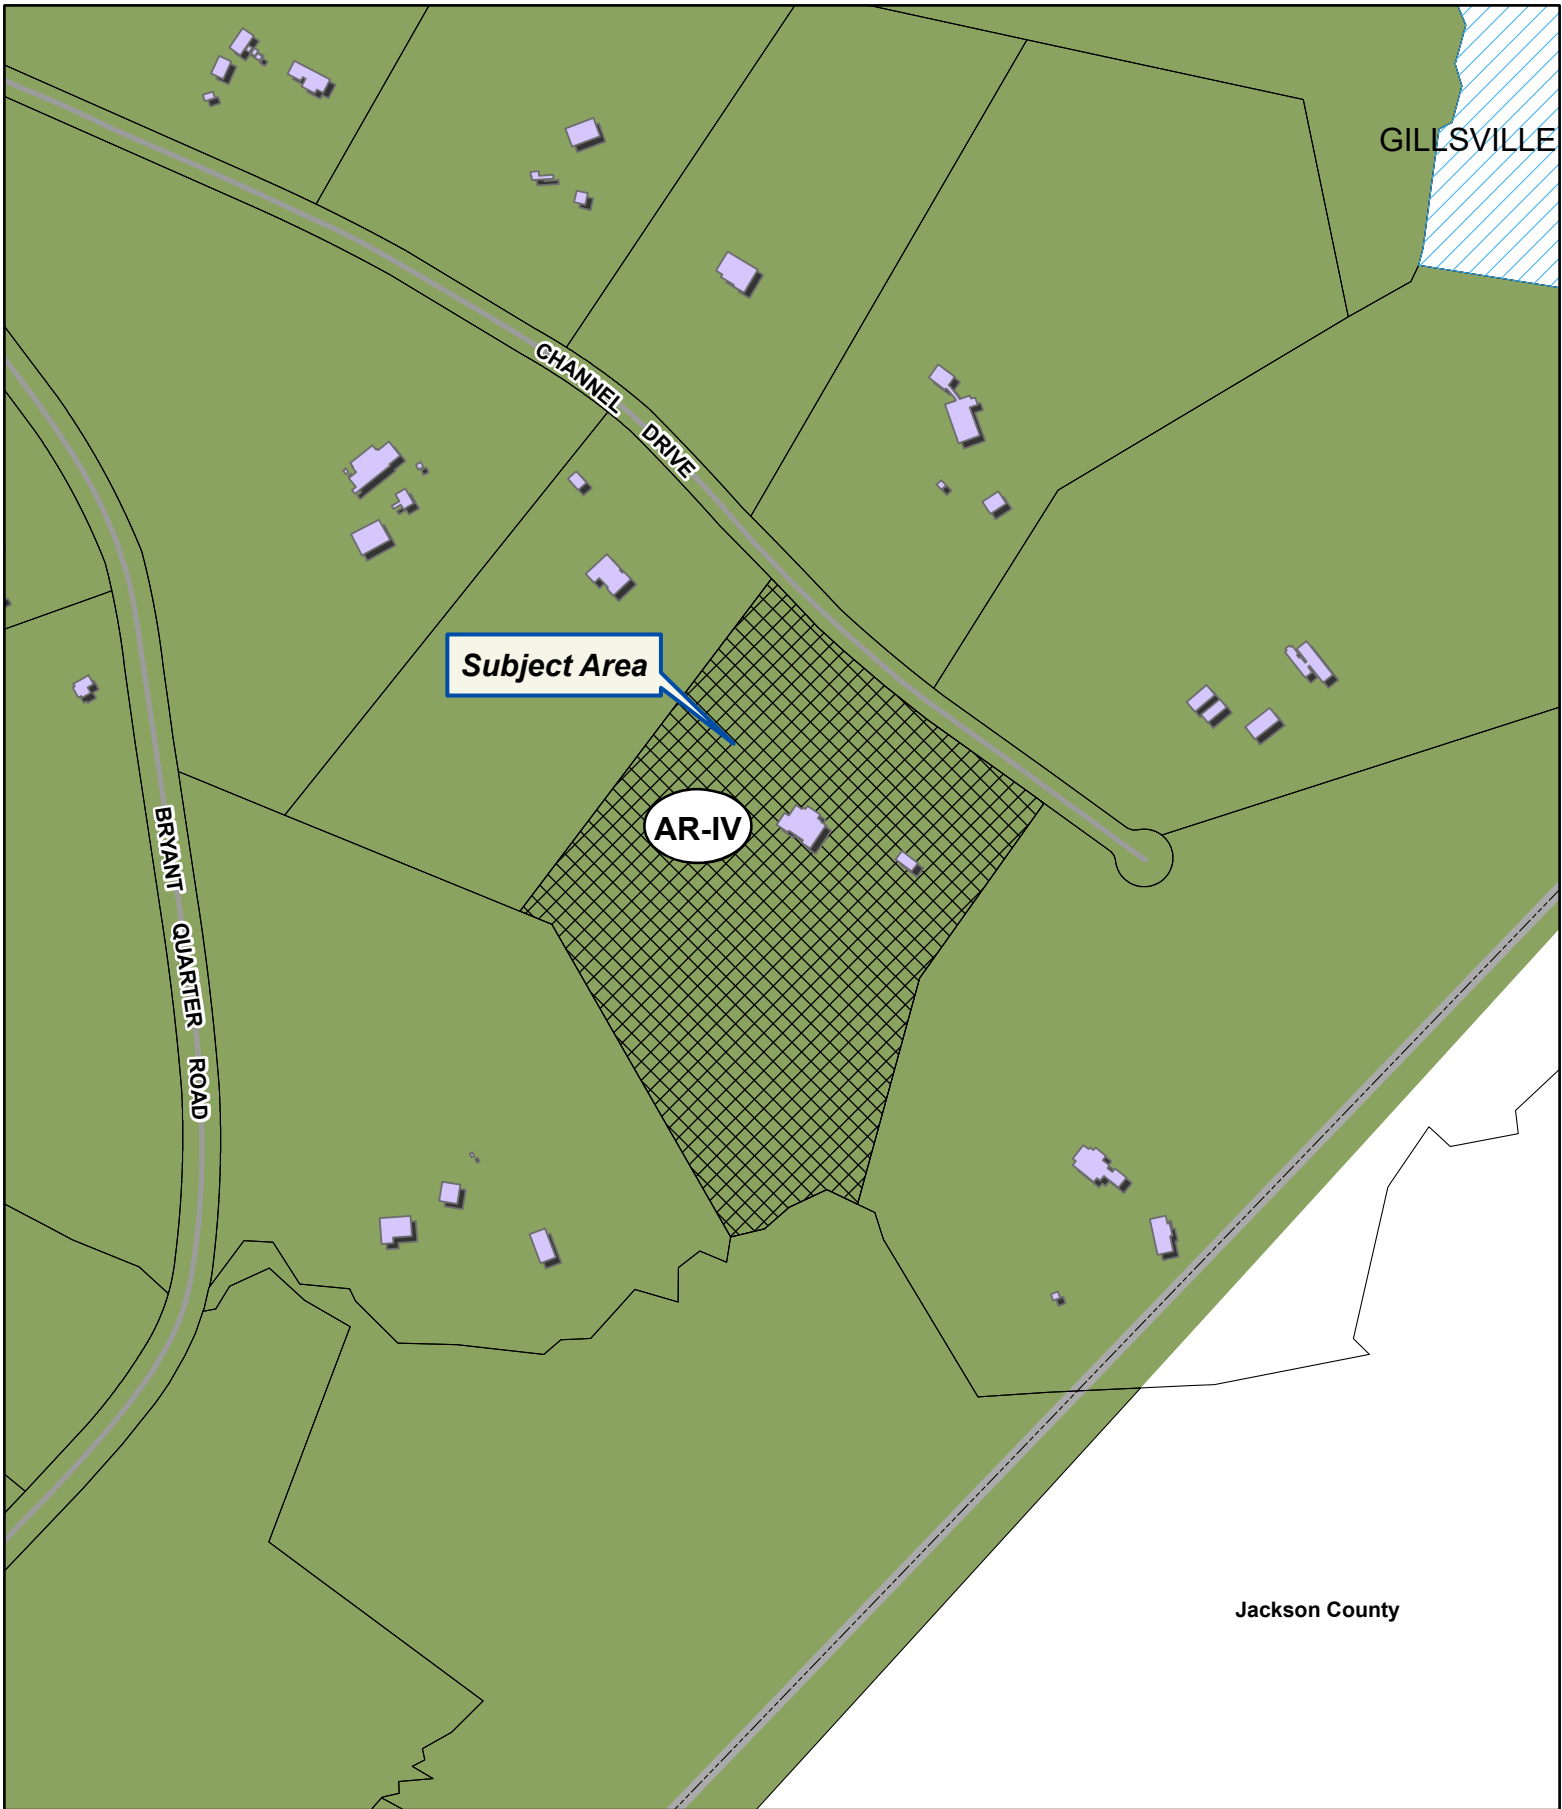 GILLSVILLE
CHANNEL DRIVE
Subject Area
AR-IV
BRYANT QUARTER ROAD
Jackson County